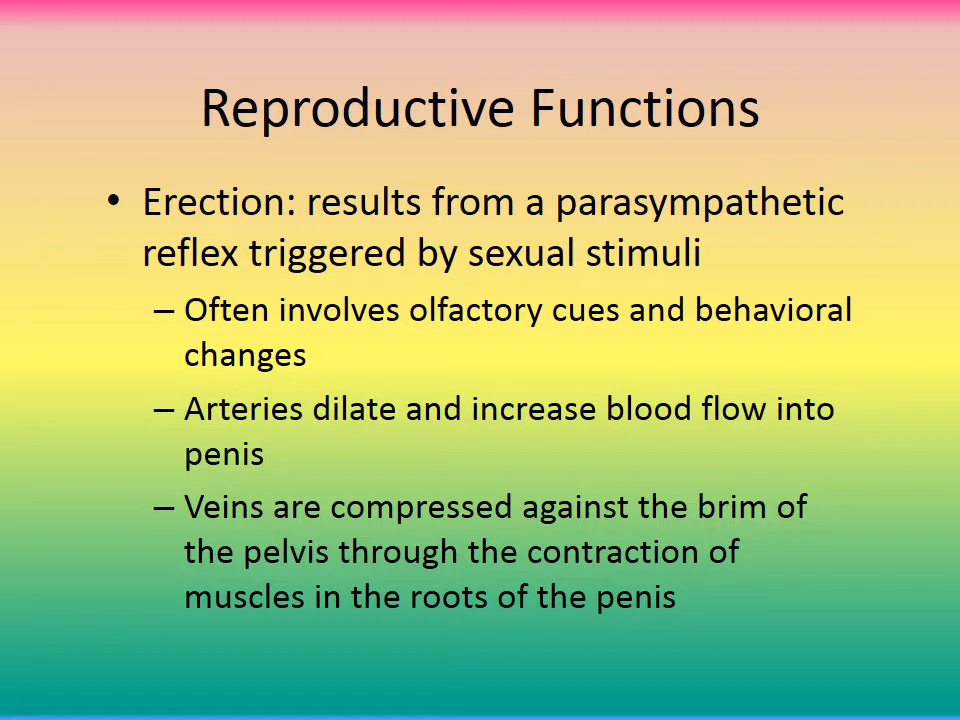 Reproductive Functions
• Erection: results from a parasympathetic
reflex triggered by sexual stimuli
– Often involves olfactory cues and behavioral
changes
– Arteries dilate and increase blood flow into
penis
– Veins are compressed against the brim of
the pelvis through the contraction of
muscles in the roots of the penis